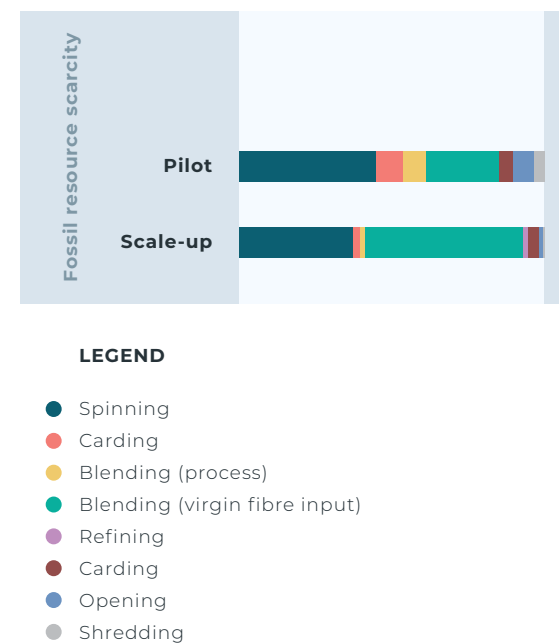 Fossil resource scarcity
Pilot
Scale-up
LEGEND
Spinning
Carding
Blending (process)
Blending (virgin fibre input)
Refining
Carding
Opening
Shredding